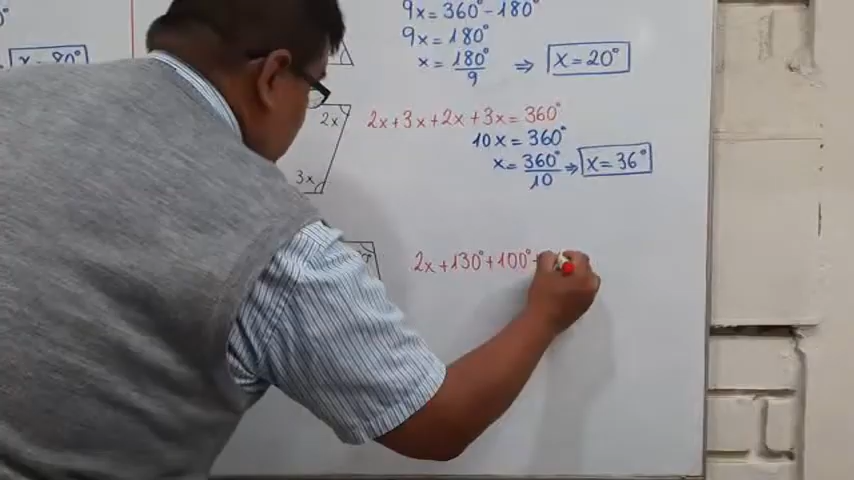 9x = 360° - 180°
9x = 180°
x = 180°/9 ⇒ x = 20°
2x
3x
2x + 3x + 2x + 3x = 360°
10x = 360°
x = 360°/10 ⇒ x = 36°
2x + 130° + 100° +